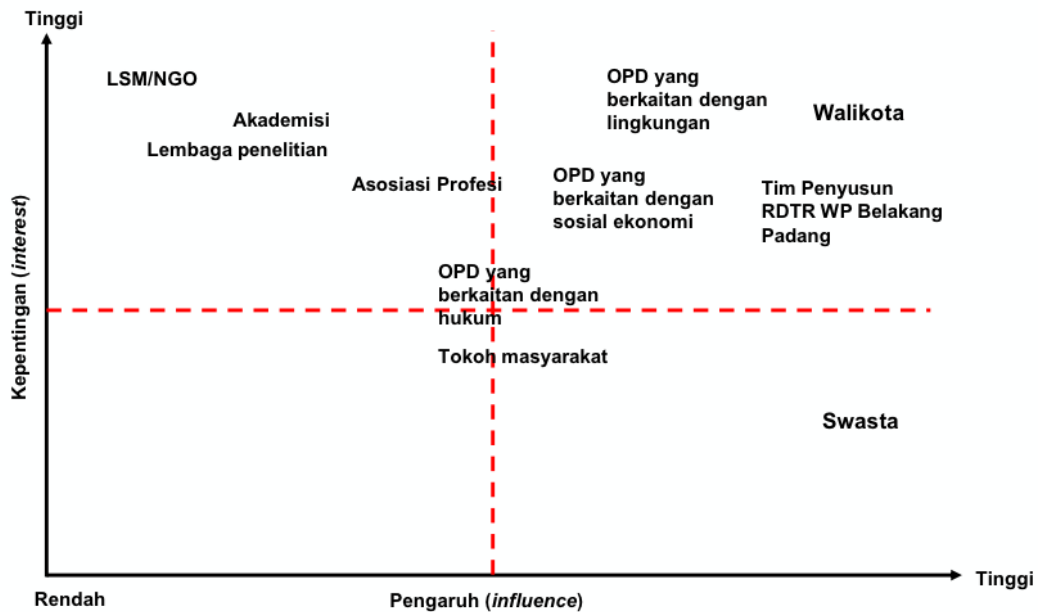 Tinggi
LSM/NGO
Akademisi
Lembaga penelitian
Asosiasi Profesi
OPD yang
berkaitan dengan
lingkungan
Walikota
OPD yang
berkaitan dengan
sosial ekonomi
Tim Penyusun
RDTR WP Belakang
Padang
OPD yang
berkaitan dengan
hukum
Tokoh masyarakat
Swasta
Kepentingan (interest)
Rendah
Pengaruh (influence)
Tinggi